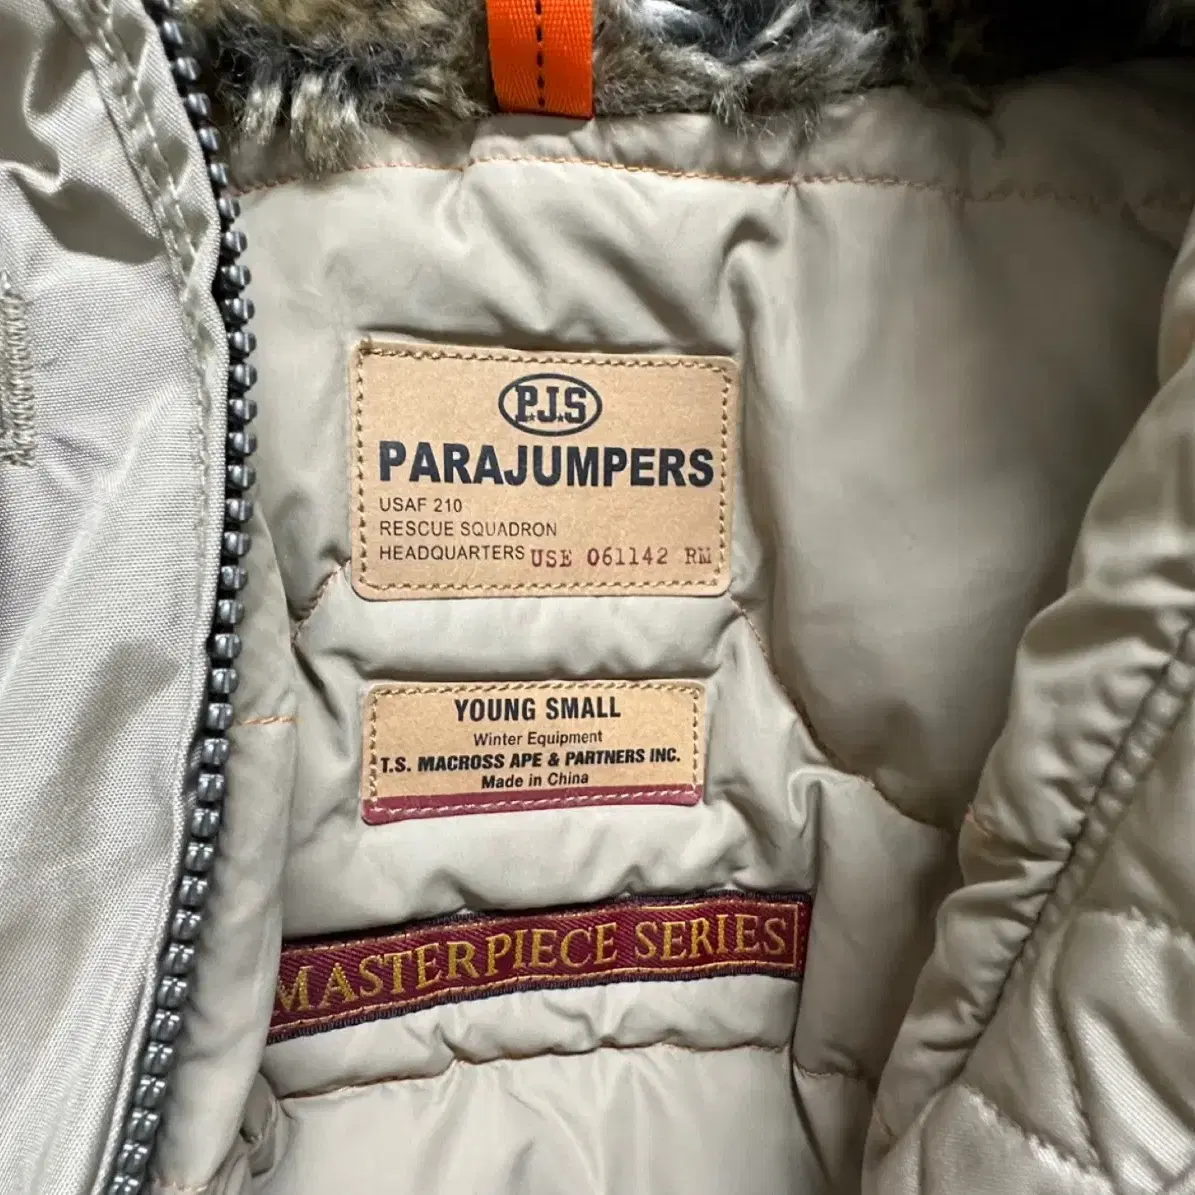 P.J.S
PARAJUMPERS
USAF 210
RESCUE SQUADRON
HEADQUARTERS USE 061142 RM
YOUNG SMALL
Winter Equipment
T.S. MACROSS APE & PARTNERS INC.
Made in China
MASTERPIECE SERIES